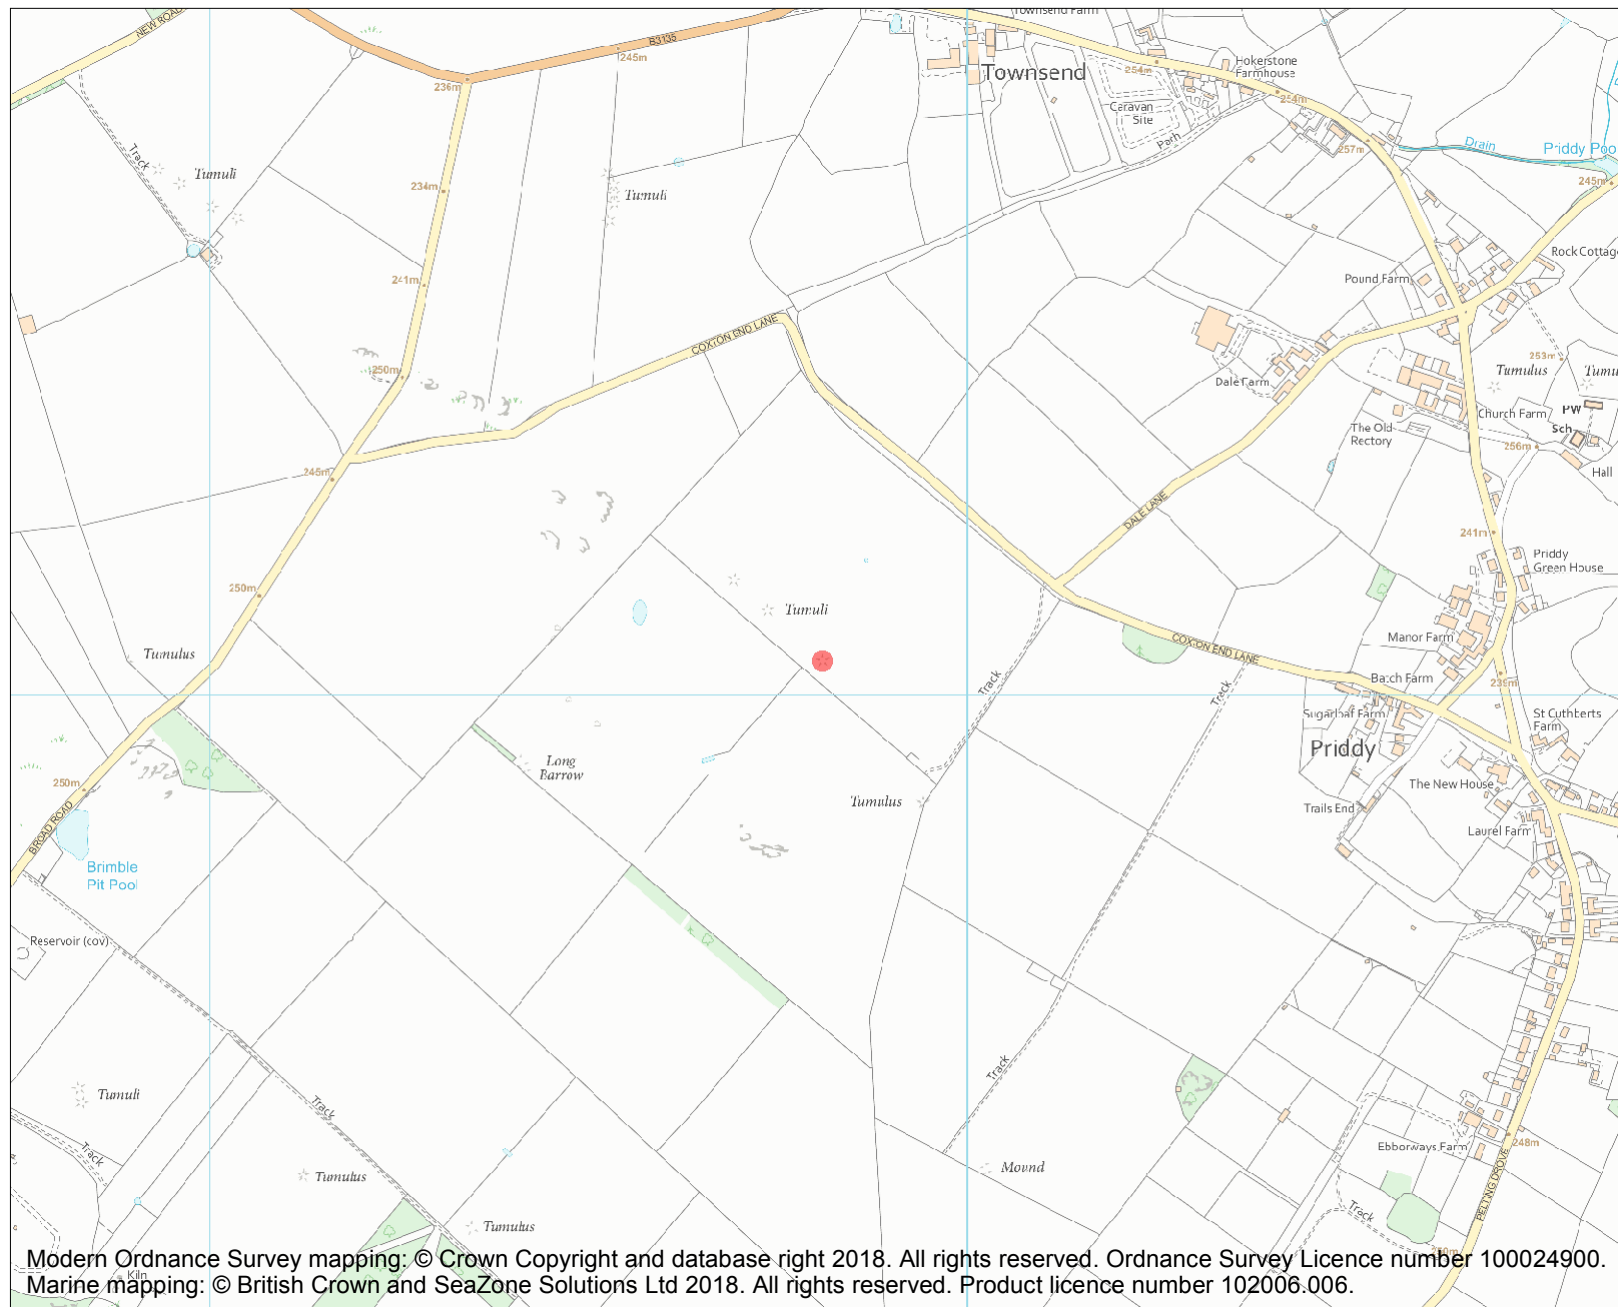 NEW ROAD
B3135
245m
236m
Townsend Farm
Townsend
254m
Hokerstone
Farmhouse
254m
Caravan
Site
Path
257m
Drain
Priddy Poo
245m
Track
Tumuli
234m
Tumuli
241m
Rock Cottag
Pound Farm
COXTON END LANE
250m
253m
Tumulus
Tumu
Dale Farm
Church Farm
PW
Sch
The Old
Rectory
256m
Hall
245m
DALE LANE
241m
Priddy
Green House
250m
Tumuli
Manor Farm
COXTON END LANE
Tumulus
Track
Track
Batch Farm
239m
Sugarloaf Farm
St Cuthberts
Farm
Priddy
Long
Barrow
250m
The New House
Tumulus
Trails End
BROAD ROAD
Laurel Farm
Brimble
Pit Pool
Reservoir (cov)
Track
Tumuli
Track
Track
Ebborways Farm
248m
Mound
Tumulus
PELTING DROVE
Track
Tumulus
Modern Ordnance Survey mapping: © Crown Copyright and database right 2018. All rights reserved. Ordnance Survey Licence number 100024900.
Kiln
Marine mapping: © British Crown and SeaZone Solutions Ltd 2018. All rights reserved. Product licence number 102006.006.